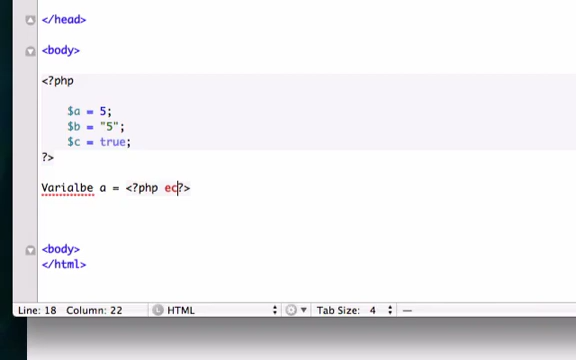 </head>
<body>
<?php
$a = 5;
$b = "5";
$c = true;
?>
Varialbe a = <?php ec?>
<body>
</html>
Line: 18 Column: 22 L HTML Tab Size: 4 —